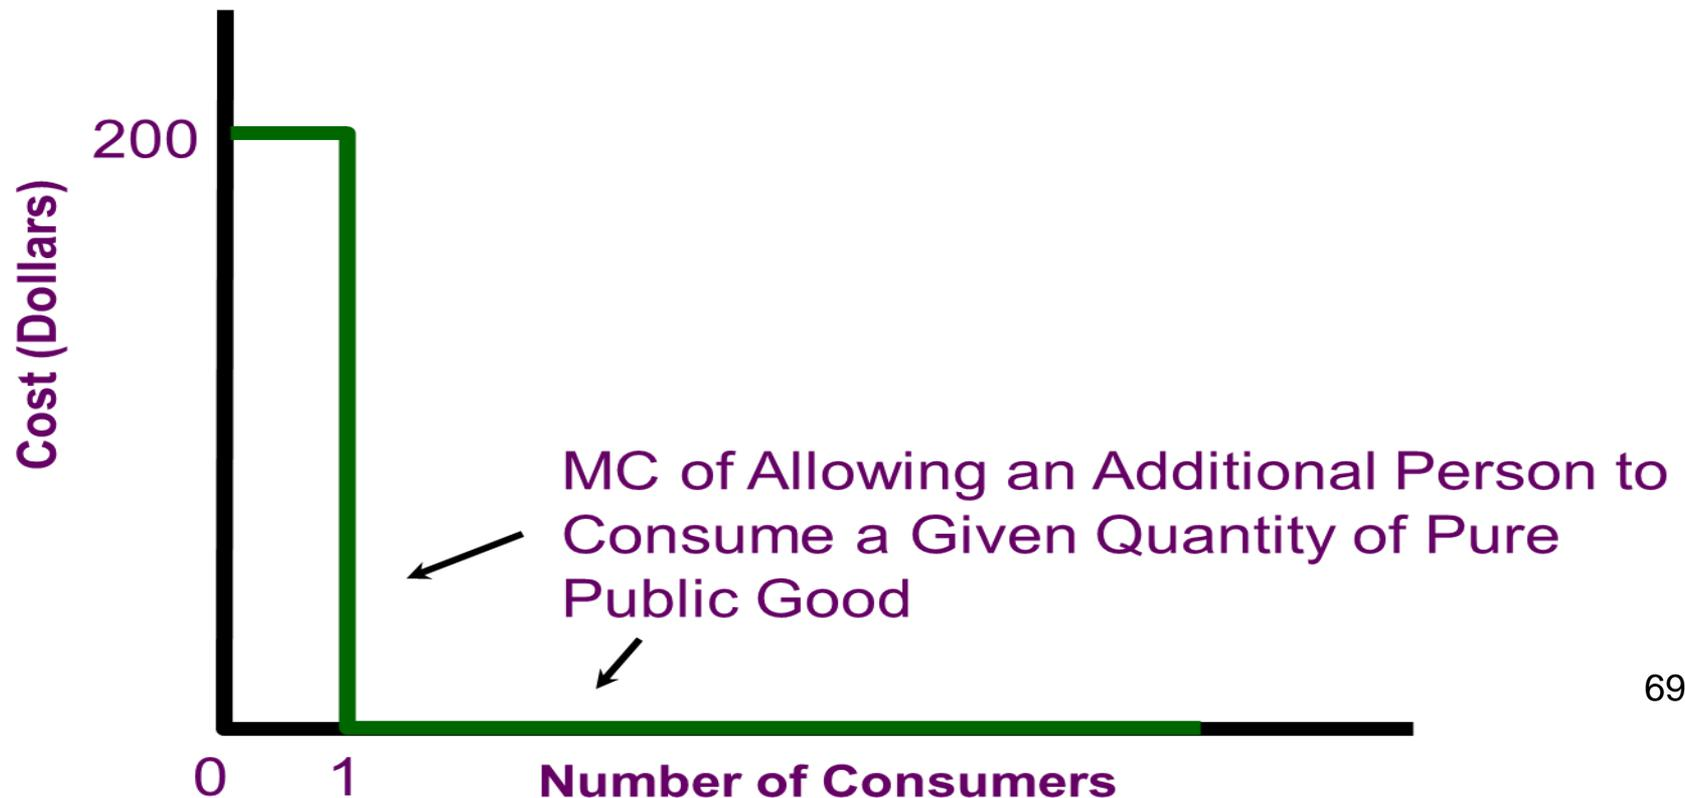 200
Cost (Dollars)
MC of Allowing an Additional Person to
Consume a Given Quantity of Pure
Public Good
69
0
1
Number of Consumers